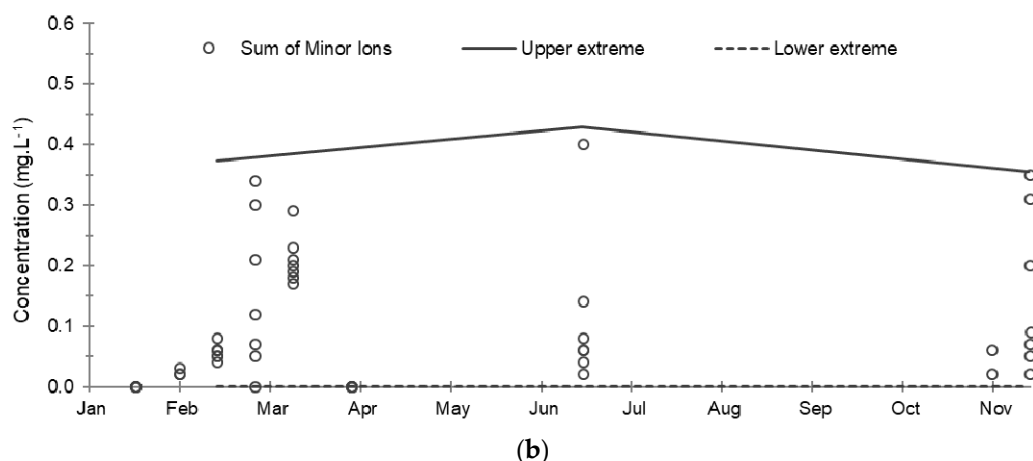 0.6
Sum of Minor Ions Upper extreme Lower extreme
0.5
0.4
0.3
0.2
0.1
0.0
Concentration (mg.L⁻¹)
Jan Feb Mar Apr May Jun Jul Aug Sep Oct Nov
(b)